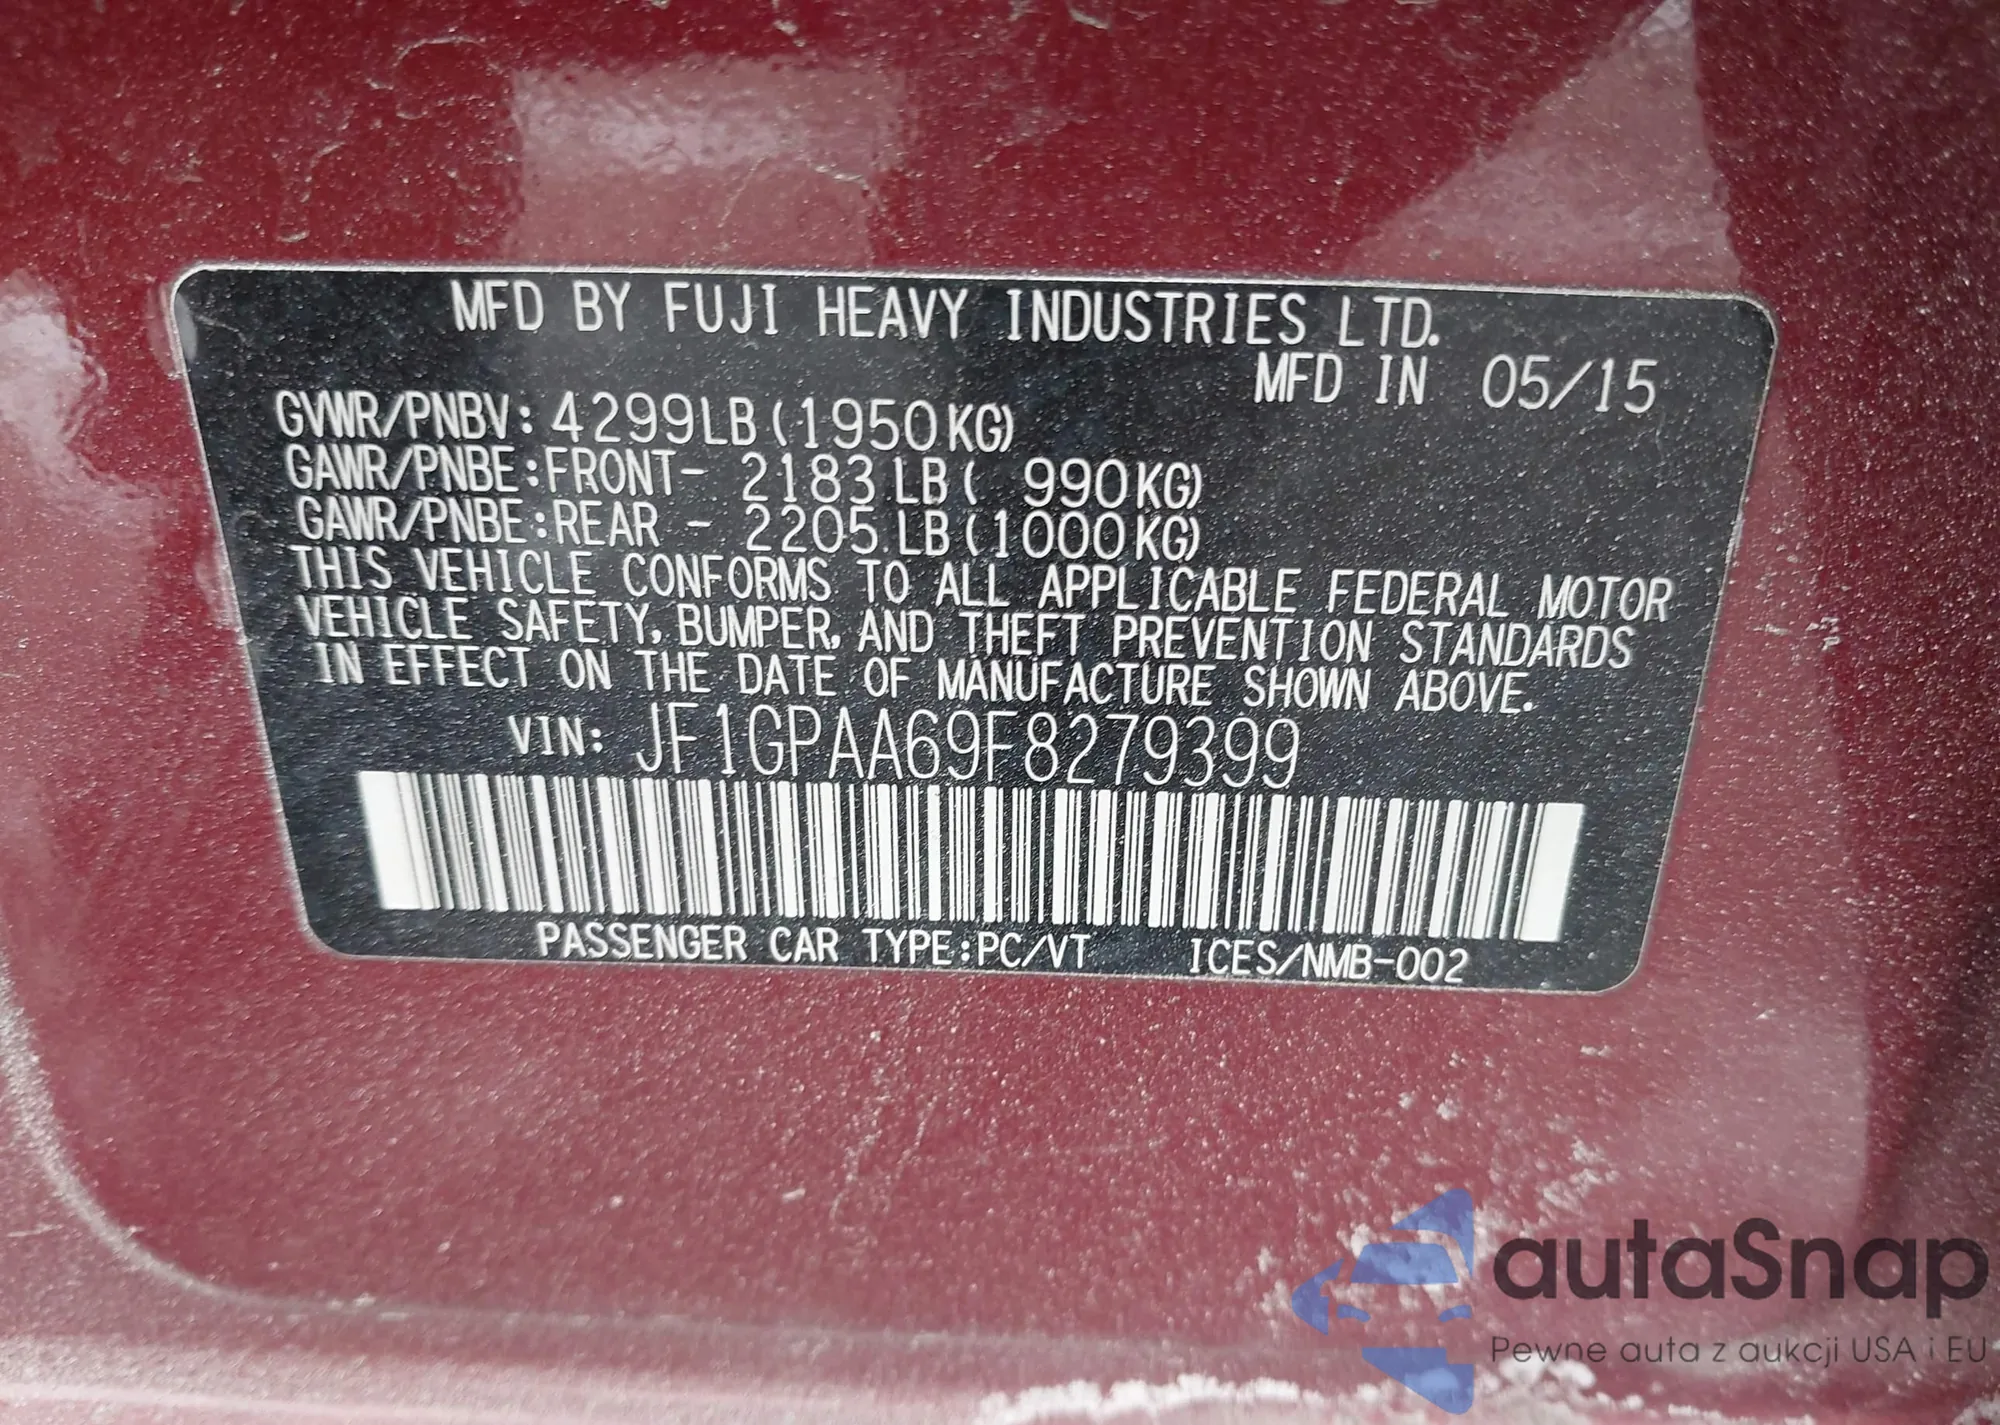 MFD BY FUJI HEAVY INDUSTRIES LTD.
MFD IN 05/15
GVWR/PNBV: 4299LB (1950KG)
GAWR/PNBE:FRONT- 2183 LB ( 990KG)
GAWR/PNBE:REAR - 2205 LB (1000KG)
THIS VEHICLE CONFORMS TO ALL APPLICABLE FEDERAL MOTOR
VEHICLE SAFETY, BUMPER, AND THEFT PREVENTION STANDARDS
IN EFFECT ON THE DATE OF MANUFACTURE SHOWN ABOVE.
VIN: JF1GPAA69F8279399
PASSENGER CAR TYPE:PC/VT ICES/NMB-002
autaSnap
Pewne auta z aukcji USA i EU